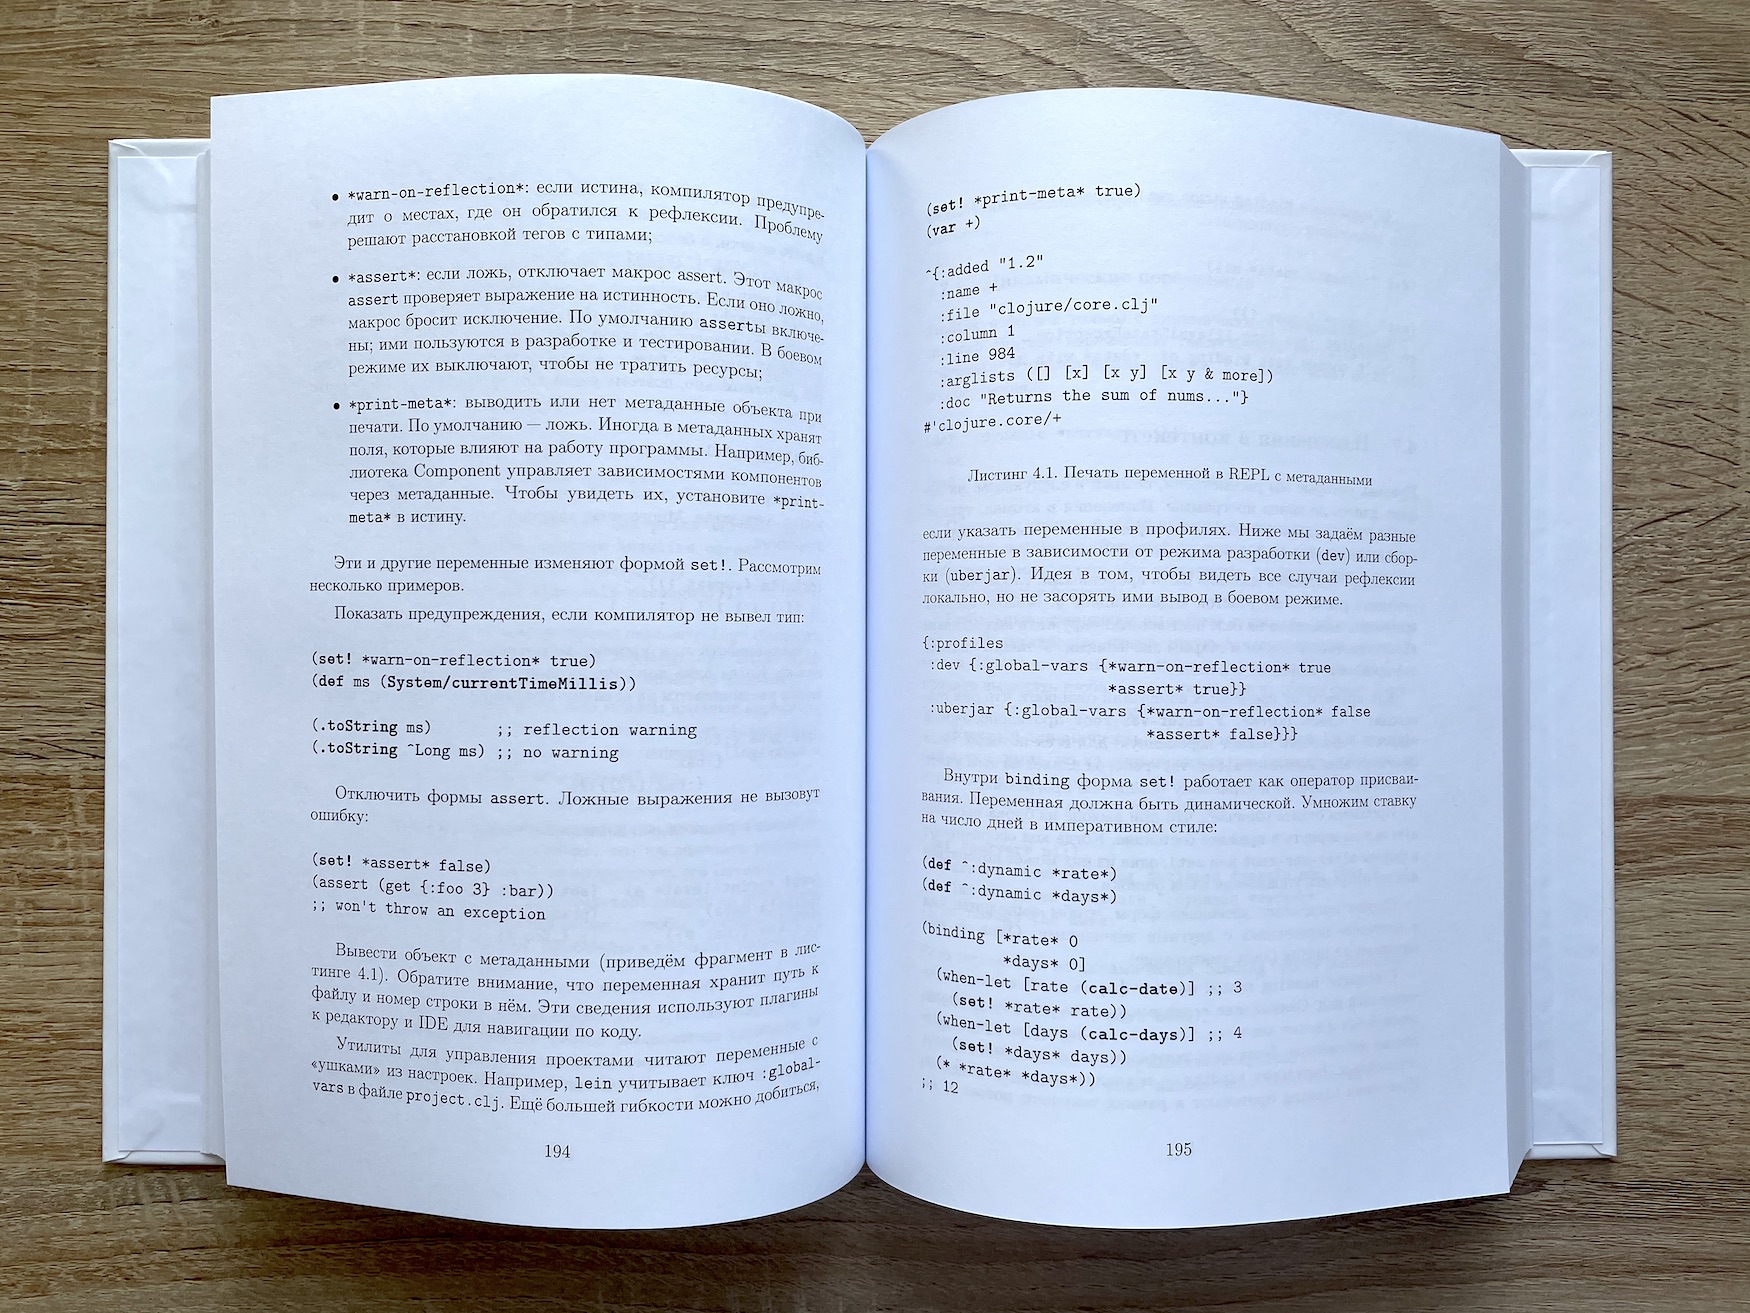 • *warn-on-reflection*: если истина, компилятор предупре-
дит о местах, где он обратился к рефлексии. Проблему
решают расстановкой тегов с типами;
• *assert*: если ложь, отключает макрос assert. Этот макрос
assert проверяет выражение на истинность. Если оно ложно,
макрос бросит исключение. По умолчанию assertы включе-
ны; ими пользуются в разработке и тестировании. В боевом
режиме их выключают, чтобы не тратить ресурсы;
• *print-meta*: выводить или нет метаданные объекта при
печати. По умолчанию — ложь. Иногда в метаданных хранят
поля, которые влияют на работу программы. Например, биб-
лиотека Component управляет зависимостями компонентов
через метаданные. Чтобы увидеть их, установите *print-
meta* в истину.
Эти и другие переменные изменяют формой set!. Рассмотрим
несколько примеров.
Показать предупреждения, если компилятор не вывел тип:
(set! *warn-on-reflection* true)
(def ms (System/currentTimeMillis))
(.toString ms)       ;; reflection warning
(.toString ^Long ms) ;; no warning
Отключить формы assert. Ложные выражения не вызовут
ошибку:
(set! *assert* false)
(assert (get {:foo 3} :bar))
;; won't throw an exception
Вывести объект с метаданными (приведём фрагмент в лис-
тинге 4.1). Обратите внимание, что переменная хранит путь к
файлу и номер строки в нём. Эти сведения используют плагины
к редактору и IDE для навигации по коду.
Утилиты для управления проектами читают переменные с
«ушками» из настроек. Например, lein учитывает ключ :global-
vars в файле project.clj. Ещё большей гибкости можно добиться,
194
(set! *print-meta* true)
(var +)
^{:added "1.2"
  :name +
  :file "clojure/core.clj"
  :column 1
  :line 984
  :arglists ([] [x] [x y] [x y & more])
  :doc "Returns the sum of nums..."}
#'clojure.core/+
Листинг 4.1. Печать переменной в REPL с метаданными
если указать переменные в профилях. Ниже мы задаём разные
переменные в зависимости от режима разработки (dev) или сбор-
ки (uberjar). Идея в том, чтобы видеть все случаи рефлексии
локально, но не засорять ими вывод в боевом режиме.
{:profiles
 :dev {:global-vars {*warn-on-reflection* true
                     *assert* true}}
 :uberjar {:global-vars {*warn-on-reflection* false
                         *assert* false}}}
Внутри binding форма set! работает как оператор присваи-
вания. Переменная должна быть динамической. Умножим ставку
на число дней в императивном стиле:
(def ^:dynamic *rate*)
(def ^:dynamic *days*)
(binding [*rate* 0
          *days* 0]
  (when-let [rate (calc-date)] ;; 3
    (set! *rate* rate))
  (when-let [days (calc-days)] ;; 4
    (set! *days* days))
  (* *rate* *days*))
;; 12
195